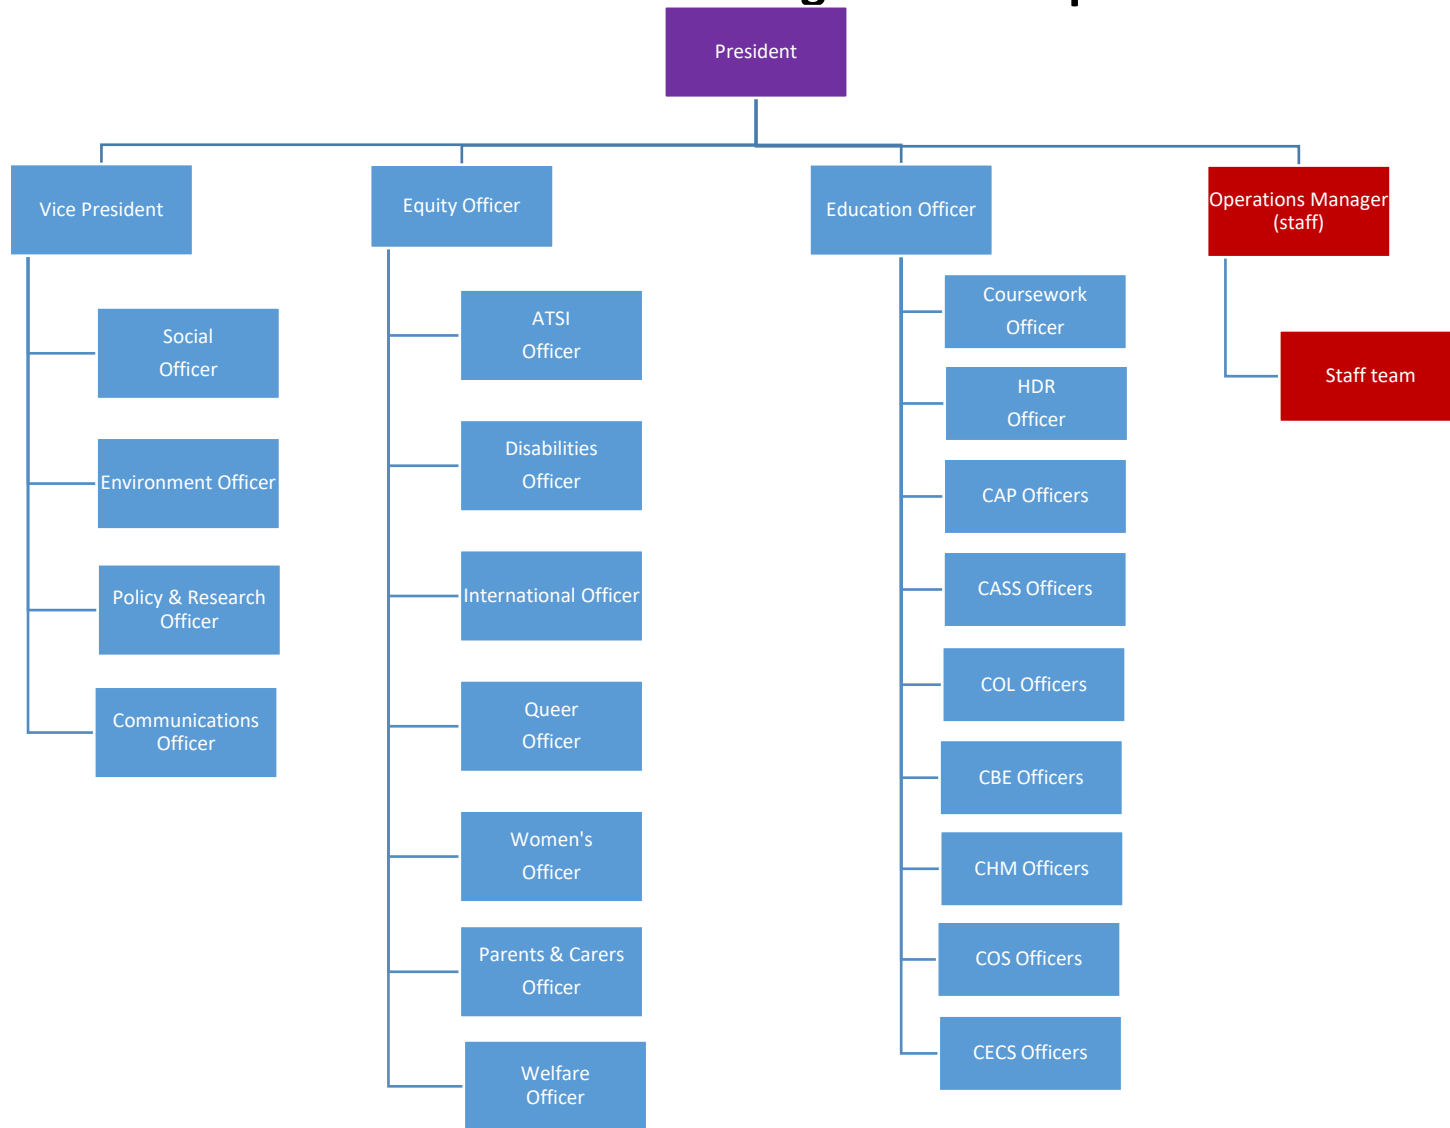 President
Vice President
Equity Officer
Education Officer
Operations Manager
(staff)
Social
Officer
Environment Officer
Policy & Research
Officer
Communications
Officer
ATSI
Officer
Disabilities
Officer
International Officer
Queer
Officer
Women's
Officer
Parents & Carers
Officer
Welfare
Officer
Coursework
Officer
HDR
Officer
CAP Officers
CASS Officers
COL Officers
CBE Officers
CHM Officers
COS Officers
CECS Officers
Staff team